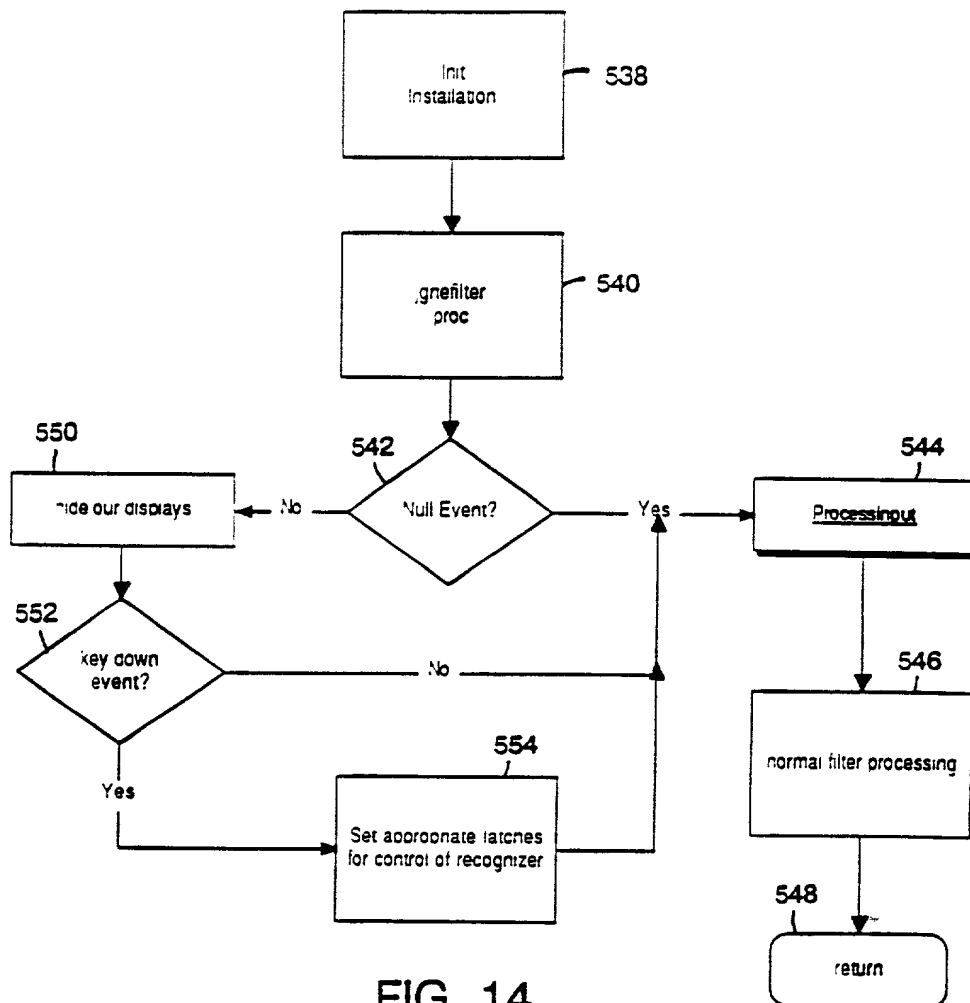 Init
Installation
538
jgnefilter
proc
540
550
542
544
hide our displays
No
Null Event?
Yes
Processinput
552
key down
event?
No
546
normal filter processing
Yes
554
Set appropriate latches
for control of recognizer
548
return
FIG. 14